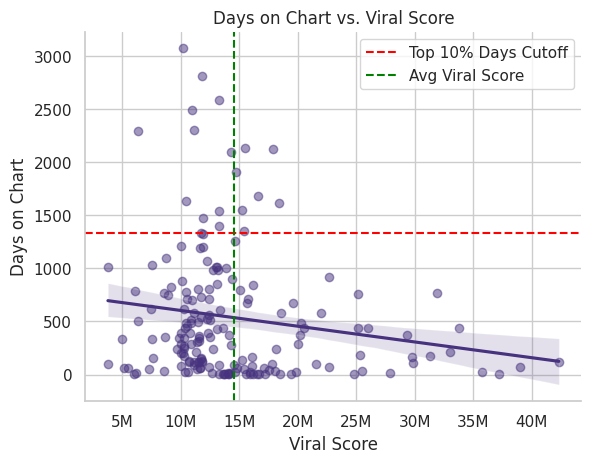 Days on Chart vs. Viral Score
Top 10% Days Cutoff
Avg Viral Score
Days on Chart
3000
2500
2000
1500
1000
500
0
5M 10M 15M 20M 25M 30M 35M 40M
Viral Score